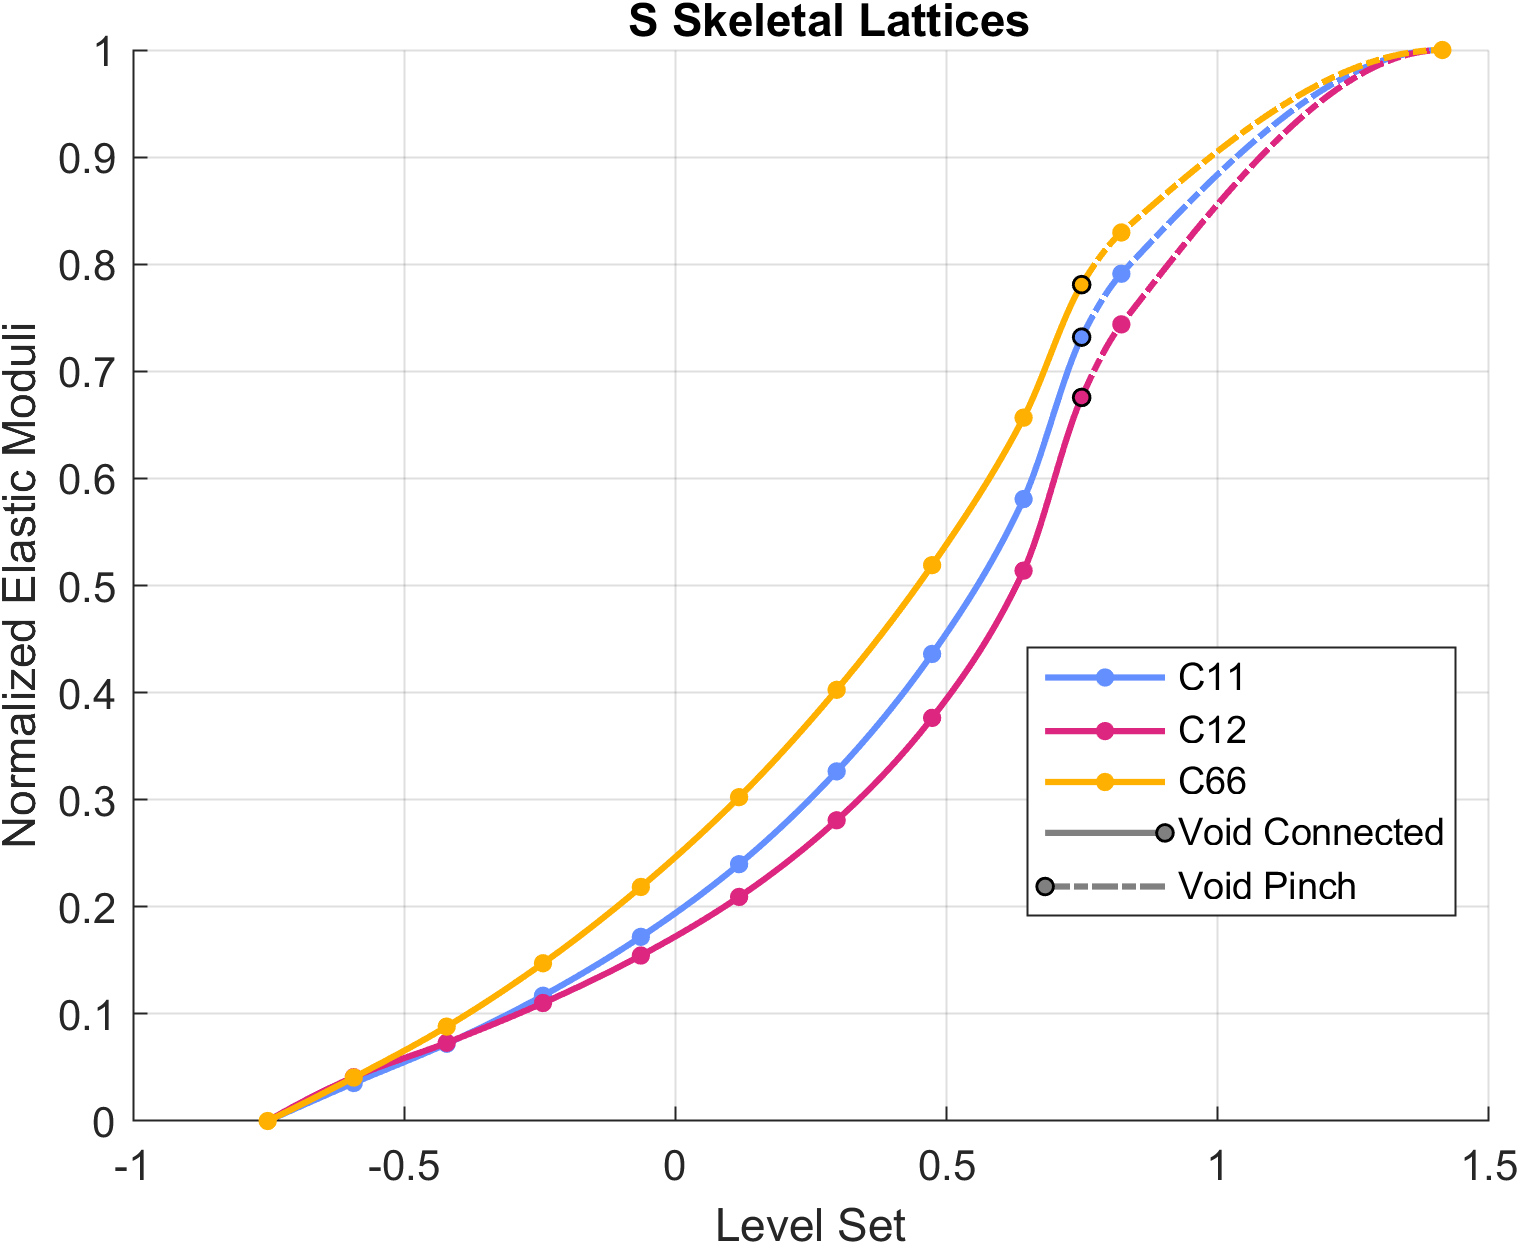 S Skeletal Lattices
Normalized Elastic Moduli
1
0.9
0.8
0.7
0.6
0.5
0.4
0.3
0.2
0.1
0
-1
-0.5
0
0.5
1
1.5
Level Set
C11
C12
C66
Void Connected
Void Pinch